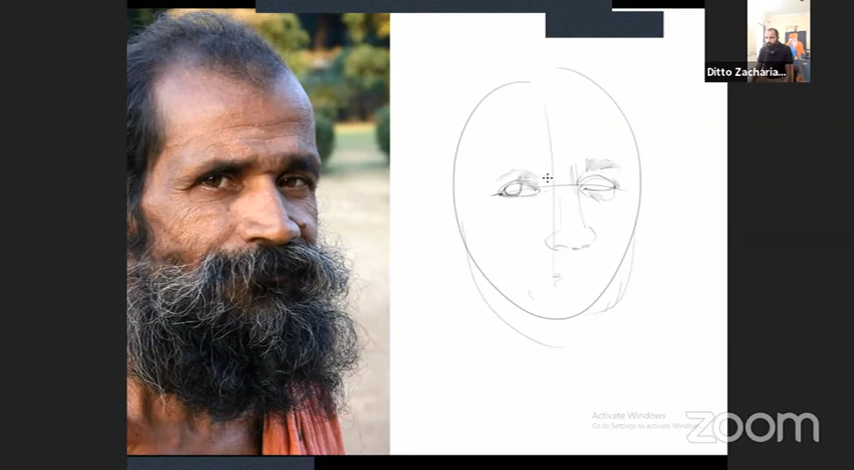 Ditto Zacharia...
Activate Windows
Go to Settings to activate Windows.
zoom